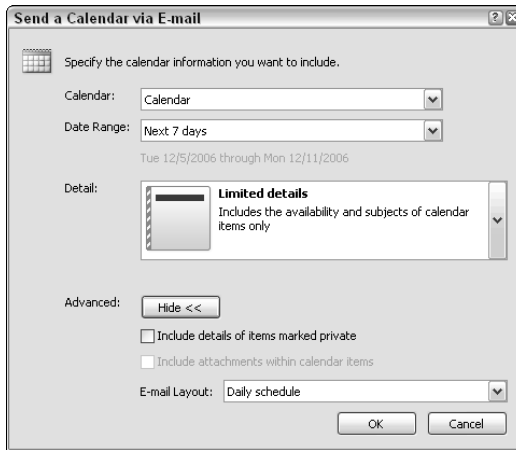 Send a Calendar via E-mail
Specify the calendar information you want to include.
Calendar: Calendar
Date Range: Next 7 days
Tue 12/5/2006 through Mon 12/11/2006
Detail: Limited details
Includes the availability and subjects of calendar
items only
Advanced: Hide <<
Include details of items marked private
Include attachments within calendar items
E-mail Layout: Daily schedule
OK Cancel